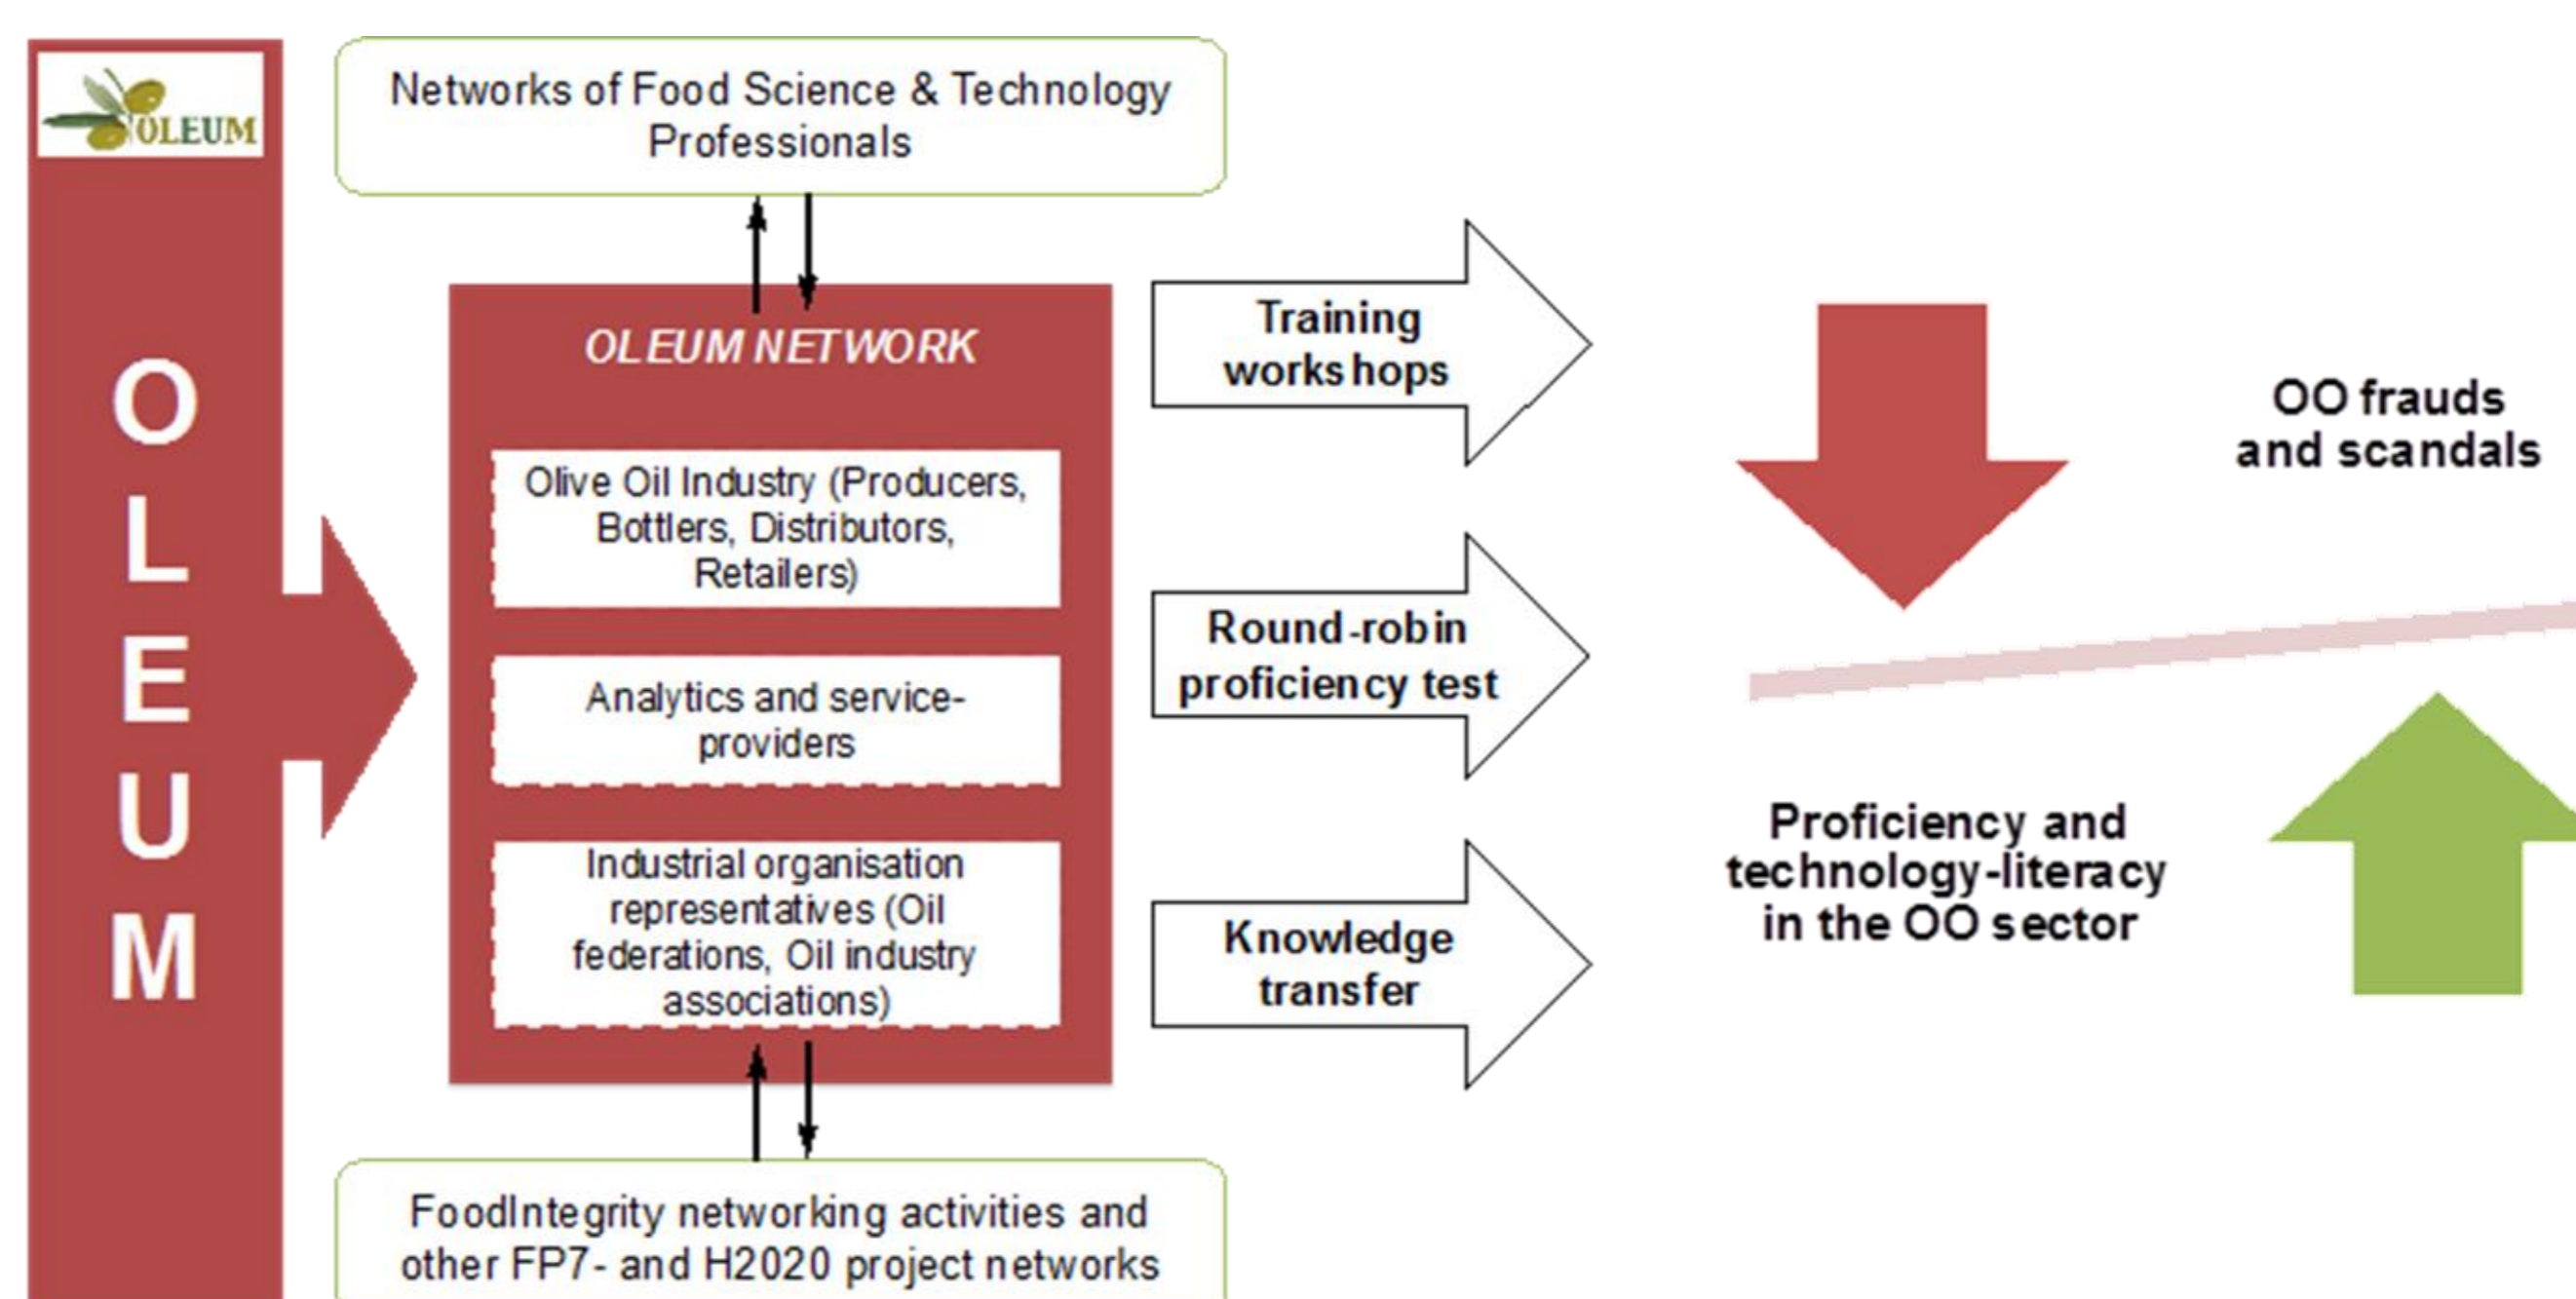 OLEUM
O
L
E
U
M
Networks of Food Science & Technology
Professionals
OLEUM NETWORK
Olive Oil Industry (Producers,
Bottlers, Distributors,
Retailers)
Analytics and service-
providers
Industrial organisation
representatives (Oil
federations, Oil industry
associations)
FoodIntegrity networking activities and
other FP7- and H2020 project networks
Training
workshops
Round-robin
proficiency test
Knowledge
transfer
OO frauds
and scandals
Proficiency and
technology-literacy
in the OO sector